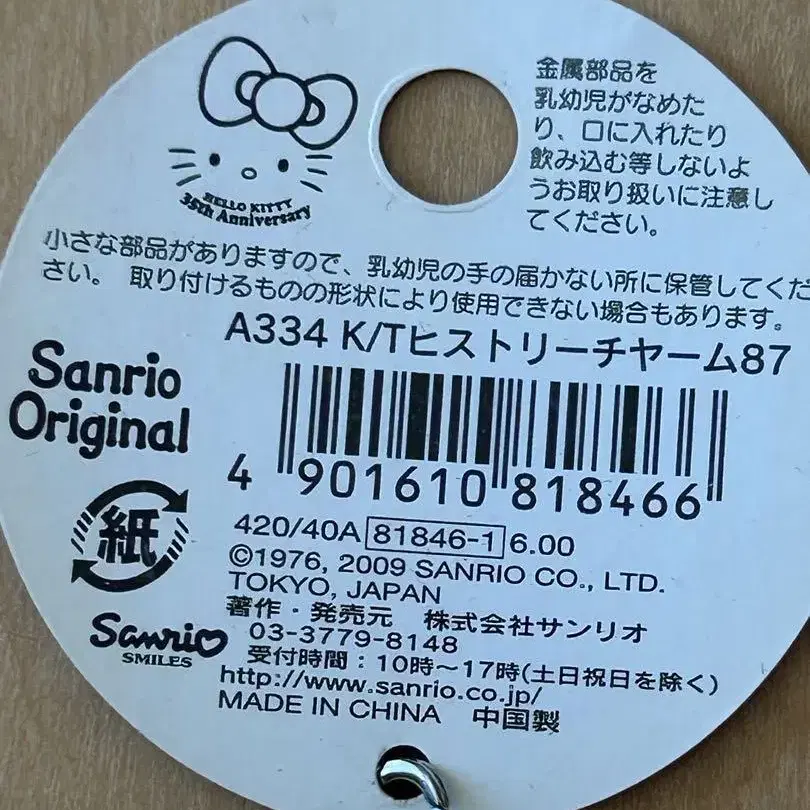 HELLO KITTY
35th Anniversary
金属部品を
乳幼児がなめた
り、口に入れたり
飲み込む等しないよ
うお取り扱いに注意し
てください。
小さな部品がありますので、乳幼児の手の届かない所に保管してくだ
さい。 取り付けるものの形状により使用できない場合もあります。
A334 K/Tヒストリーチャーム87
Sanrio
Original
4 901610 818466
紙
420/40A 81846-1 6.00
©1976, 2009 SANRIO CO., LTD.
TOKYO, JAPAN
著作・発売元 株式会社サンリオ
Sanrio
SMILES
03-3779-8148
受付時間：10時〜17時(土日祝日を除く)
http://www.sanrio.co.jp/
MADE IN CHINA 中国製